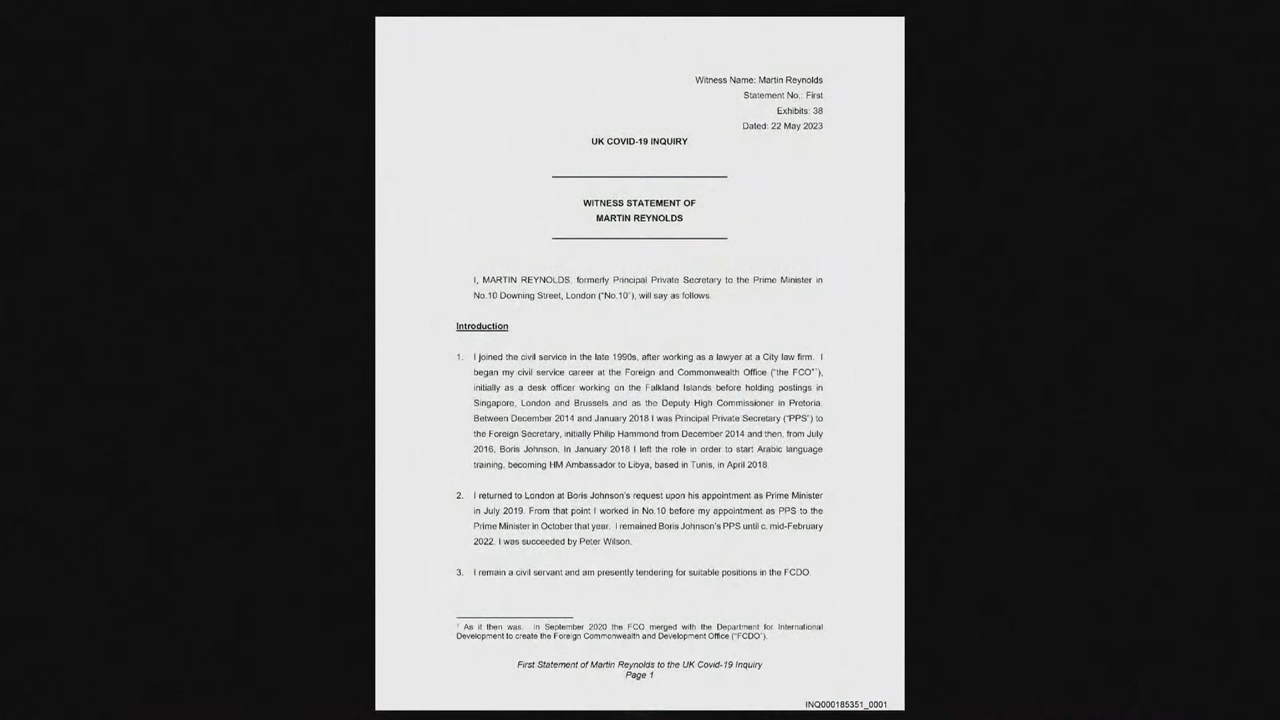 Witness Name: Martin Reynolds
Statement No.: First
Exhibits: 38
Dated: 22 May 2023
UK COVID-19 INQUIRY
WITNESS STATEMENT OF
MARTIN REYNOLDS
I, MARTIN REYNOLDS, formerly Principal Private Secretary to the Prime Minister in
No.10 Downing Street, London ("No.10"), will say as follows
Introduction
1. I joined the civil service in the late 1990s, after working as a lawyer at a City law firm. I
began my civil service career at the Foreign and Commonwealth Office ("the FCO"¹),
initially as a desk officer working on the Falkland Islands before holding postings in
Singapore, London and Brussels and as the Deputy High Commissioner in Pretoria.
Between December 2014 and January 2018 I was Principal Private Secretary ("PPS") to
the Foreign Secretary, initially Philip Hammond from December 2014 and then, from July
2016, Boris Johnson. In January 2018 I left the role in order to start Arabic language
training, becoming HM Ambassador to Libya, based in Tunis, in April 2018.
2. I returned to London at Boris Johnson's request upon his appointment as Prime Minister
in July 2019. From that point I worked in No.10 before my appointment as PPS to the
Prime Minister in October that year. I remained Boris Johnson's PPS until c. mid-February
2022. I was succeeded by Peter Wilson.
3. I remain a civil servant and am presently tendering for suitable positions in the FCDO.
¹ As it then was. In September 2020 the FCO merged with the Department for International
Development to create the Foreign Commonwealth and Development Office ("FCDO").
First Statement of Martin Reynolds to the UK Covid-19 Inquiry
Page 1
INQ000185351_0001